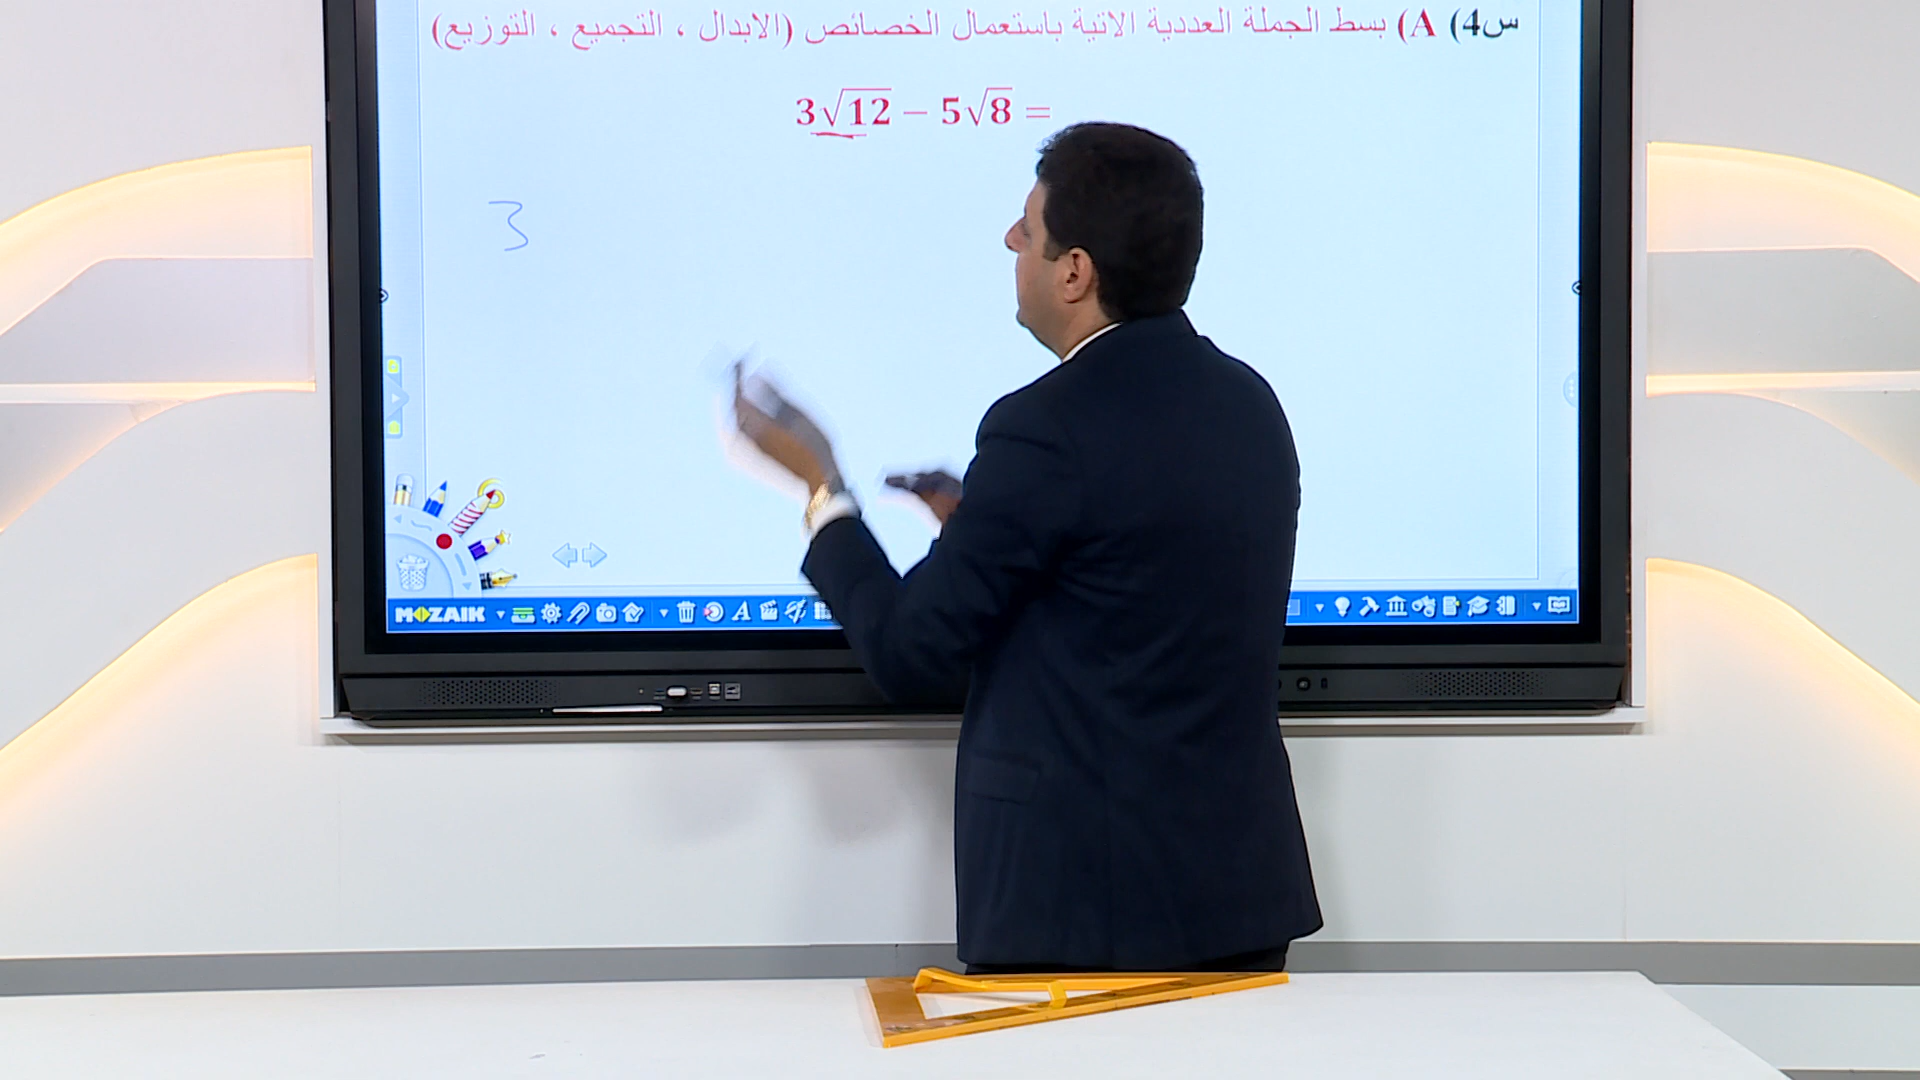 س4) A) بسط الجملة العددية الاتية باستعمال الخصائص (الابدال ، التجميع ، التوزيع)
3√12 − 5√8 =
3
MOZAIK